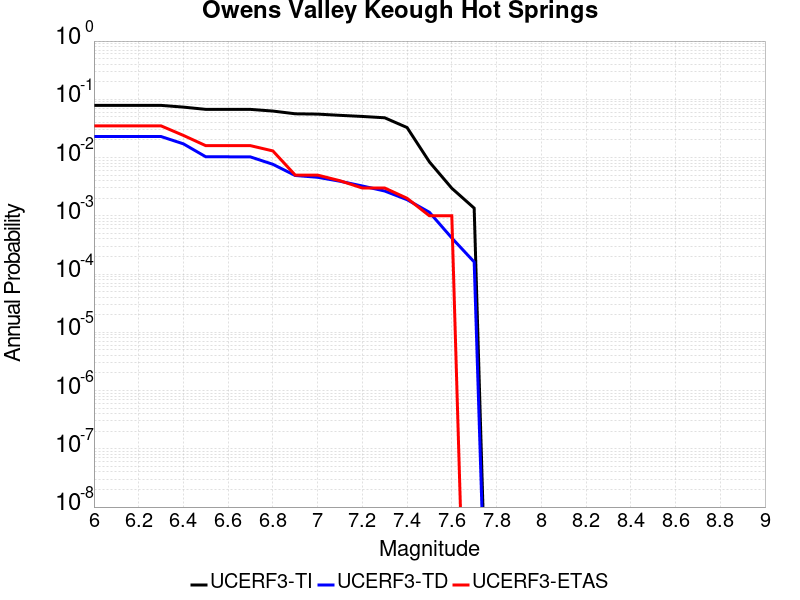 Owens Valley Keough Hot Springs
10^0
10^-1
10^-2
10^-3
10^-4
10^-5
10^-6
10^-7
10^-8
Annual Probability
6 6.2 6.4 6.6 6.8 7 7.2 7.4 7.6 7.8 8 8.2 8.4 8.6 8.8 9
Magnitude
UCERF3-TI UCERF3-TD UCERF3-ETAS